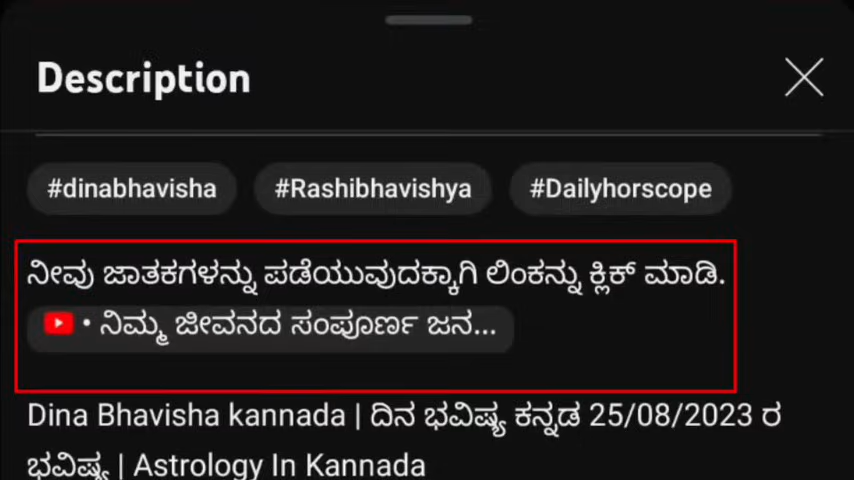 Description
#dinabhavisha #Rashibhavishya #Dailyhorscope
ನೀವು ಜಾತಕಗಳನ್ನು ಪಡೆಯುವುದಕ್ಕಾಗಿ ಲಿಂಕನ್ನು ಕ್ಲಿಕ್ ಮಾಡಿ.
• ನಿಮ್ಮ ಜೀವನದ ಸಂಪೂರ್ಣ ಜನ...
Dina Bhavisha kannada | ದಿನ ಭವಿಷ್ಯ ಕನ್ನಡ 25/08/2023 ರ
ಭವಿಷ್ಯ | Astrology In Kannada